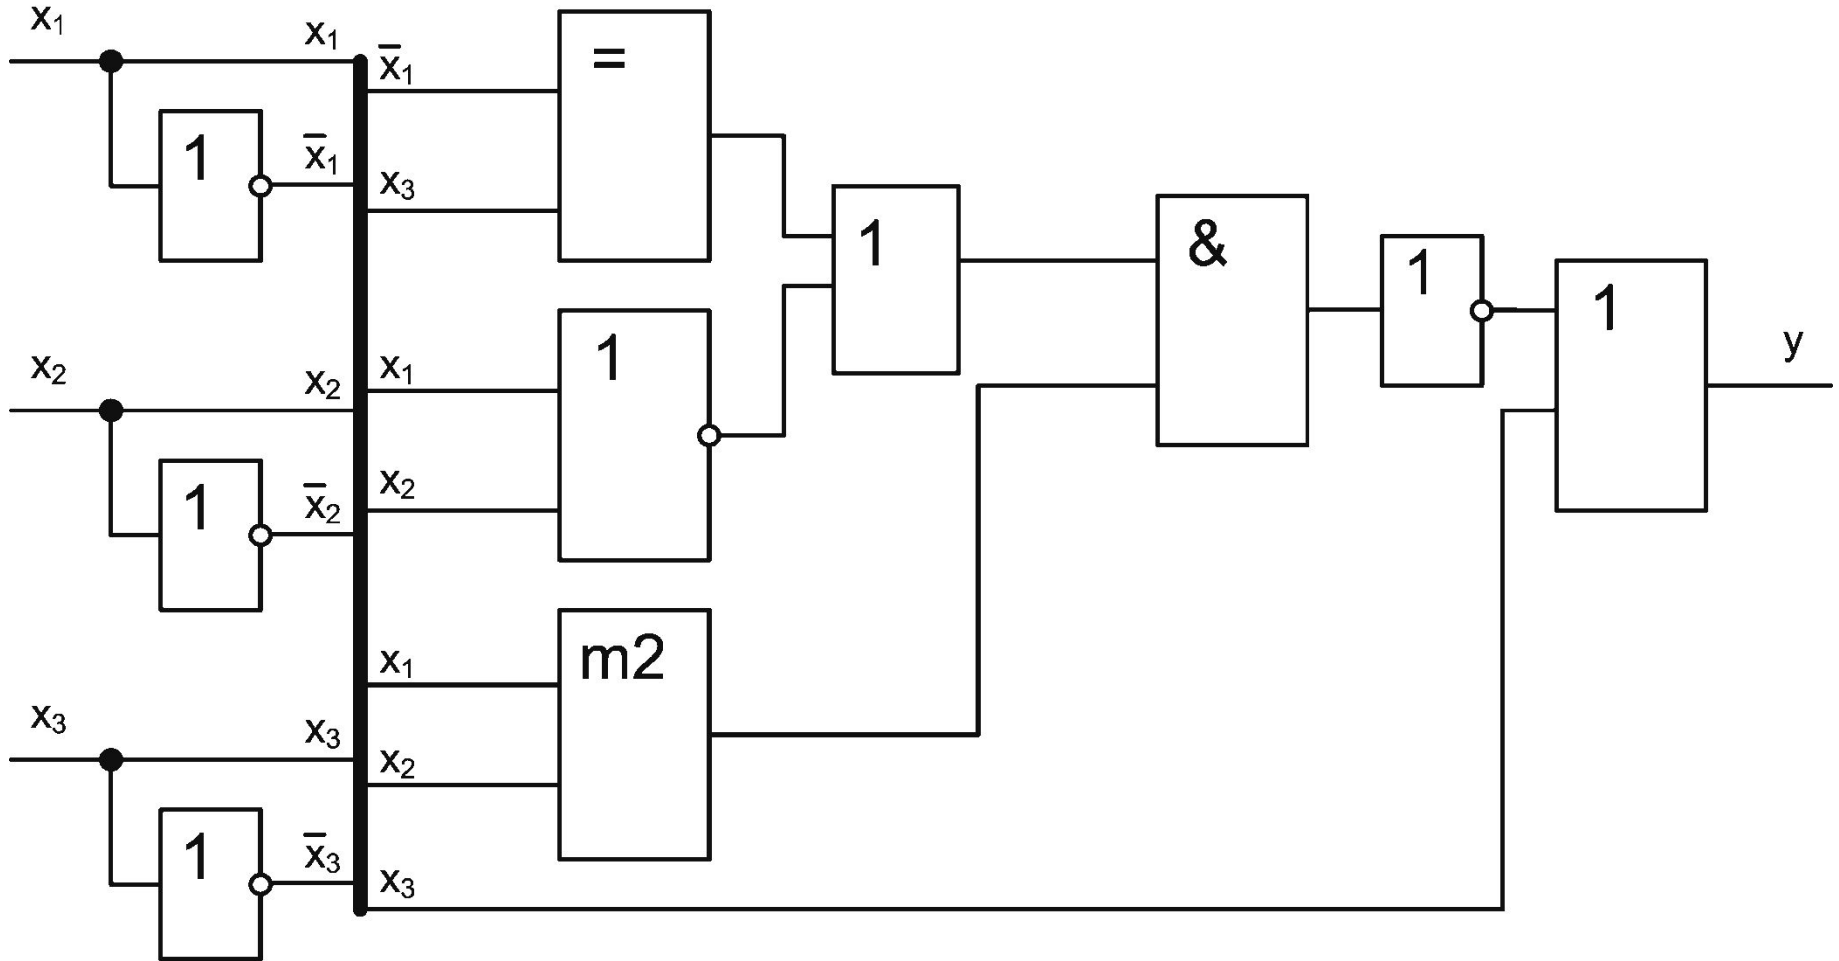 x₁
x₁
x̅₁
=
1
x̅₁
x₃
1
&
1
1
x₂
x₂
x₁
1
y
1
x̅₂
x₂
x₁
m2
x₃
x₃
x₂
1
x̅₃
x₃